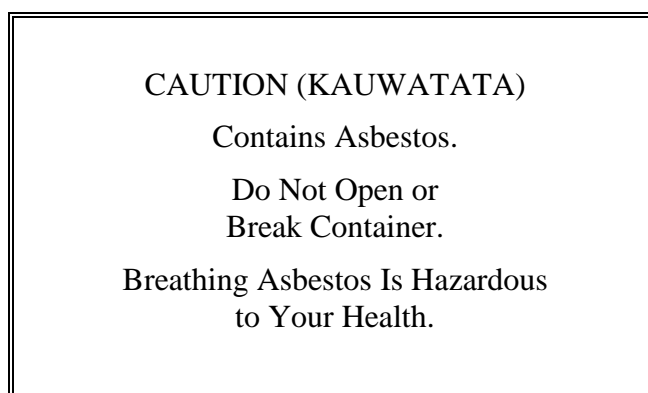 CAUTION (KAUWATATA)
Contains Asbestos.
Do Not Open or
Break Container.
Breathing Asbestos Is Hazardous
to Your Health.